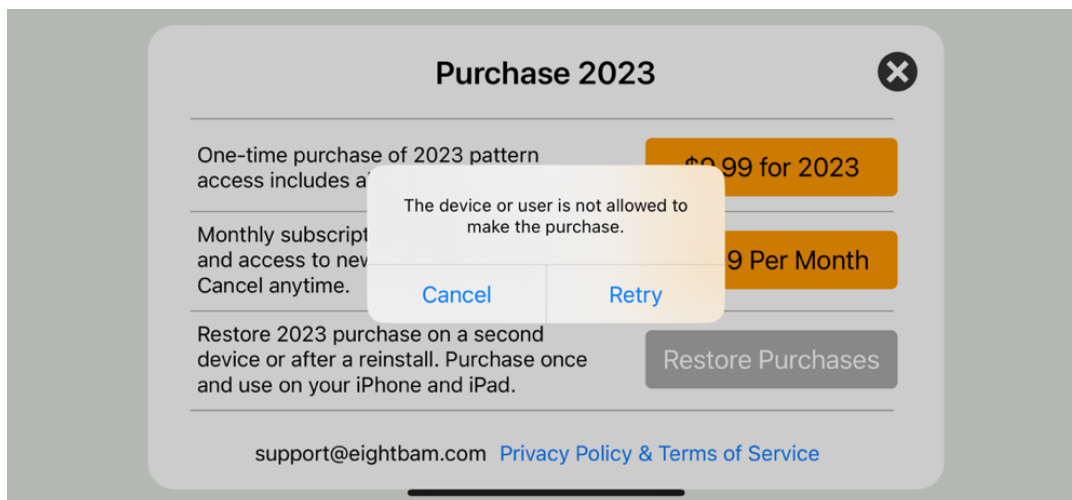 Purchase 2023
One-time purchase of 2023 pattern
access includes a
$9.99 for 2023
The device or user is not allowed to
make the purchase.
Cancel
Retry
Monthly subscript
and access to new
Cancel anytime.
9 Per Month
Restore 2023 purchase on a second
device or after a reinstall. Purchase once
and use on your iPhone and iPad.
Restore Purchases
support@eightbam.com Privacy Policy & Terms of Service